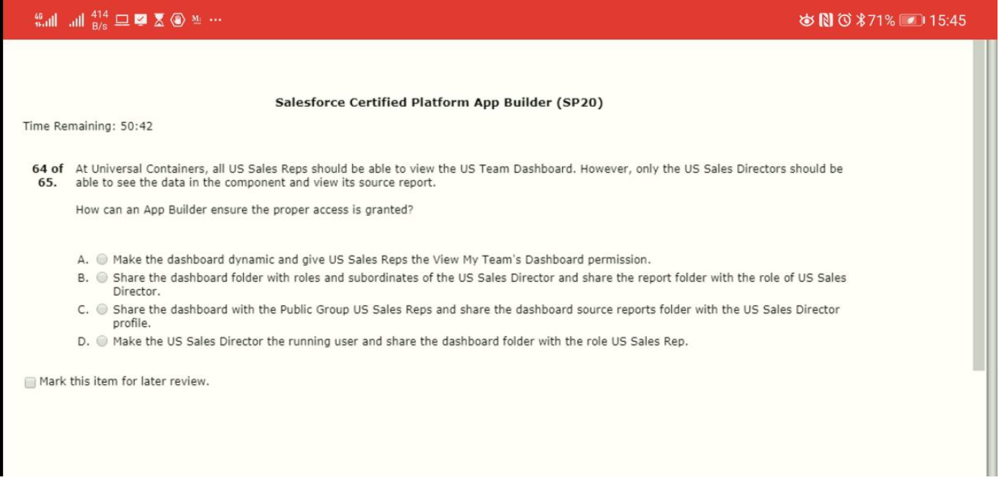 4G 414 B/s M: ... 71% 15:45
Salesforce Certified Platform App Builder (SP20)
Time Remaining: 50:42
64 of 65. At Universal Containers, all US Sales Reps should be able to view the US Team Dashboard. However, only the US Sales Directors should be
able to see the data in the component and view its source report.
How can an App Builder ensure the proper access is granted?
A. Make the dashboard dynamic and give US Sales Reps the View My Team's Dashboard permission.
B. Share the dashboard folder with roles and subordinates of the US Sales Director and share the report folder with the role of US Sales
Director.
C. Share the dashboard with the Public Group US Sales Reps and share the dashboard source reports folder with the US Sales Director
profile.
D. Make the US Sales Director the running user and share the dashboard folder with the role US Sales Rep.
Mark this item for later review.